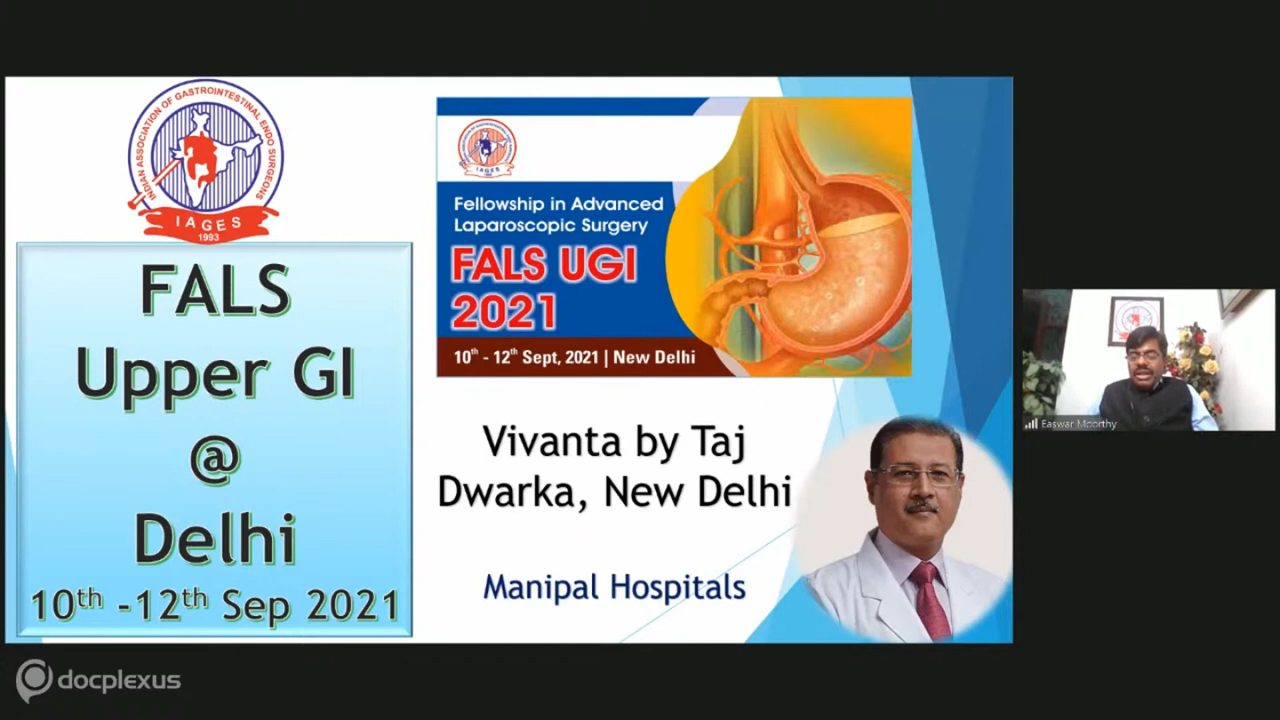 INDIAN ASSOCIATION OF GASTROINTESTINAL ENDO SURGEONS
IAGES
1993
FALS
Upper GI
@
Delhi
10th -12th Sep 2021
IAGES
Fellowship in Advanced
Laparoscopic Surgery
FALS UGI
2021
10th - 12th Sept, 2021 | New Delhi
Vivanta by Taj
Dwarka, New Delhi
Manipal Hospitals
Easwar Moorthy
docplexus